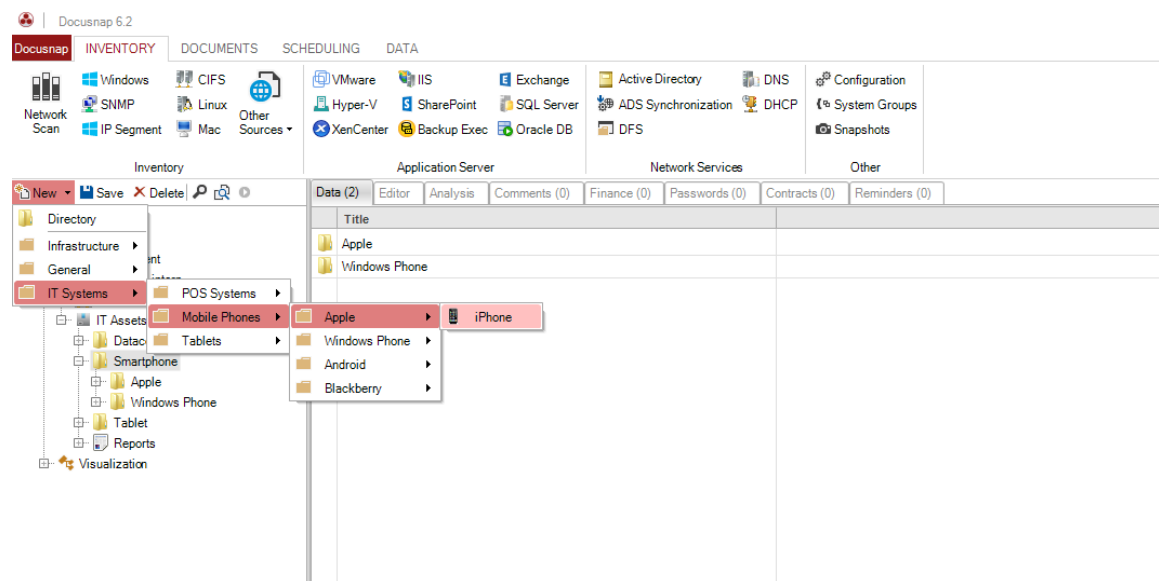 Docusnap 6.2
Docusnap INVENTORY DOCUMENTS SCHEDULING DATA
Windows CIFS VMware IIS Exchange Active Directory DNS Configuration
SNMP Linux Hyper-V SharePoint SQL Server ADS Synchronization DHCP System Groups
Network Scan IP Segment Mac Other Sources XenCenter Backup Exec Oracle DB DFS Snapshots
Inventory Application Server Network Services Other
New Save Delete Data (2) Editor Analysis Comments (0) Finance (0) Passwords (0) Contracts (0) Reminders (0)
Directory Title
Infrastructure Apple
General Windows Phone
IT Systems POS Systems
Mobile Phones Apple iPhone
IT Assets
Tablets Windows Phone
Smartphone Android
Apple Blackberry
Windows Phone
Tablet
Reports
Visualization